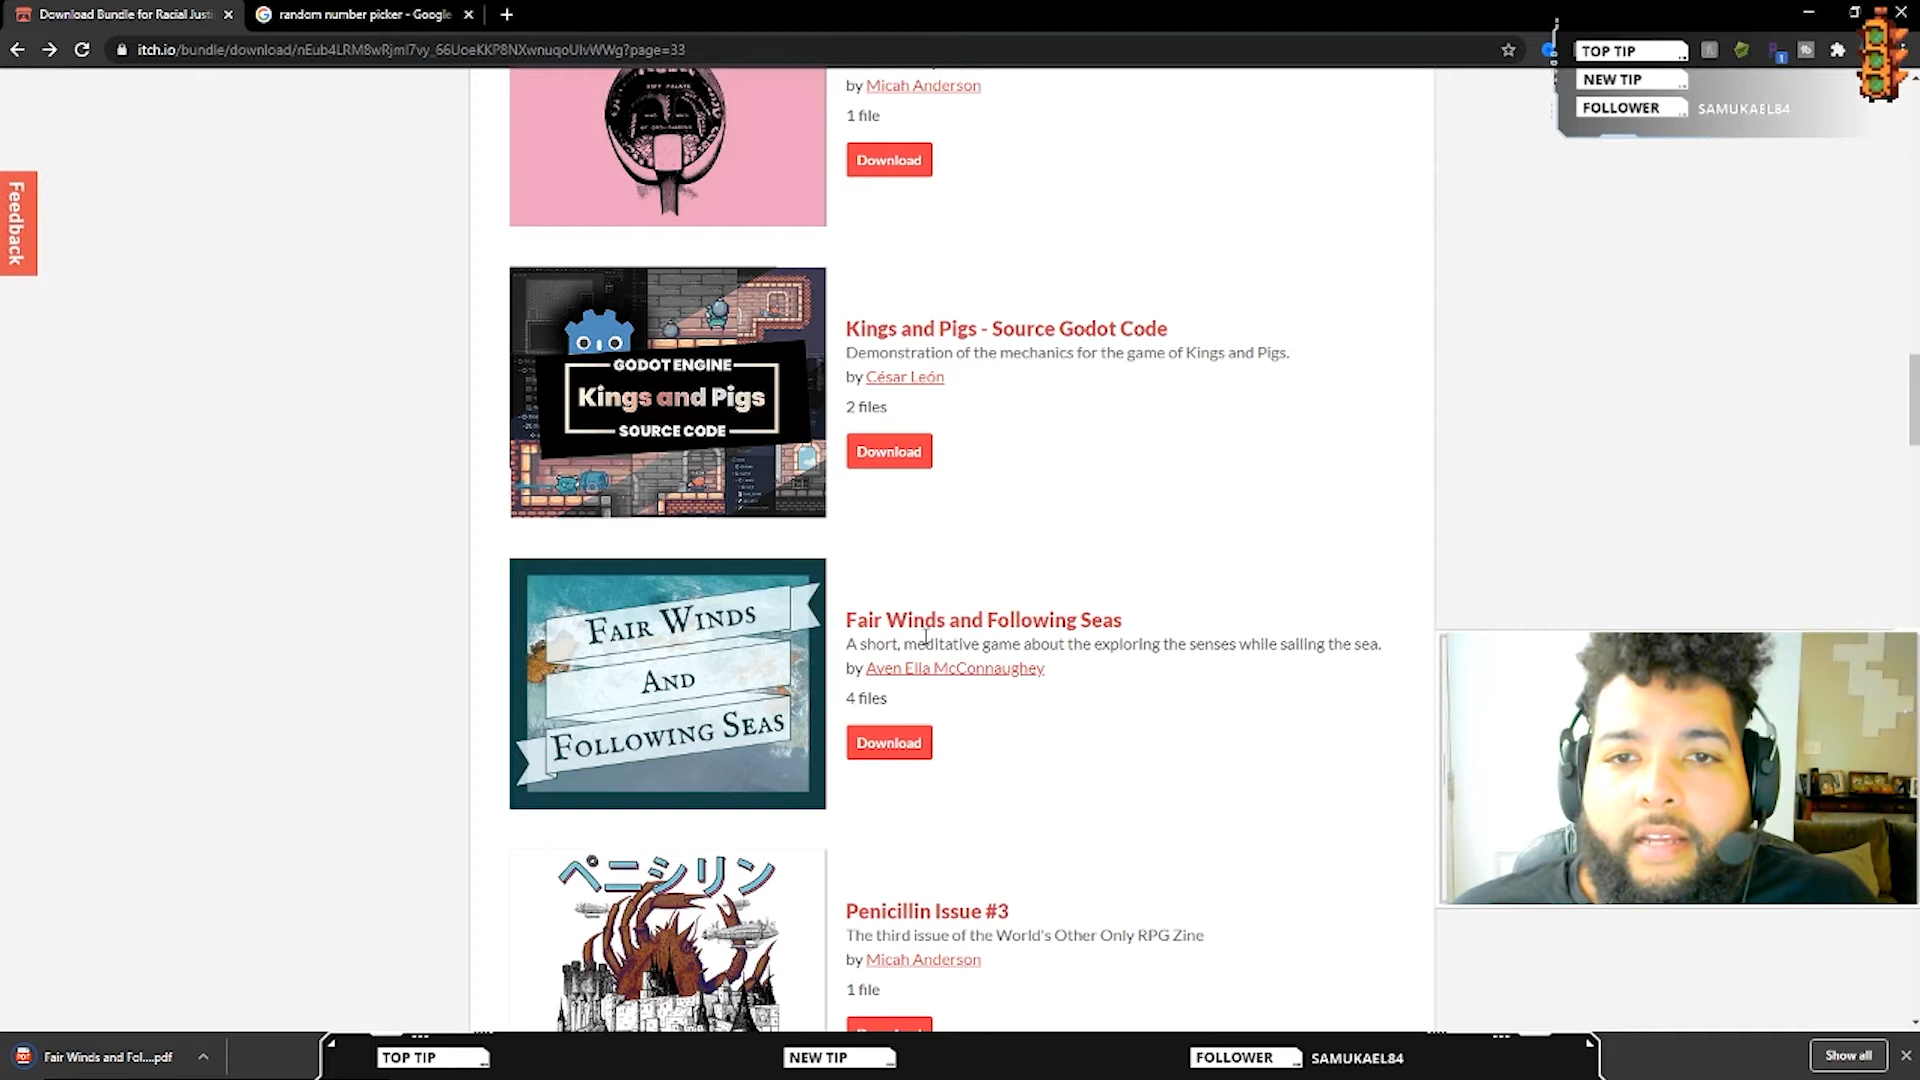 Download Bundle for Racial Justi
random number picker - Google
itch.io/bundle/download/nEub4LRM8wRjmI7vy_66UoeKKP8NXwnuqoUIvWWg?page=33
TOP TIP
NEW TIP
FOLLOWER SAMUKAEL84
Feedback
by Micah Anderson
1 file
Download
GODOT ENGINE
Kings and Pigs
SOURCE CODE
Kings and Pigs - Source Godot Code
Demonstration of the mechanics for the game of Kings and Pigs.
by César León
2 files
Download
FAIR WINDS
AND
FOLLOWING SEAS
Fair Winds and Following Seas
A short, meditative game about the exploring the senses while sailing the sea.
by Aven Ella McConnaughey
4 files
Download
ペニシリン
Penicillin Issue #3
The third issue of the World's Other Only RPG Zine
by Micah Anderson
1 file
Fair Winds and Fol....pdf
TOP TIP
NEW TIP
FOLLOWER SAMUKAEL84
Show all